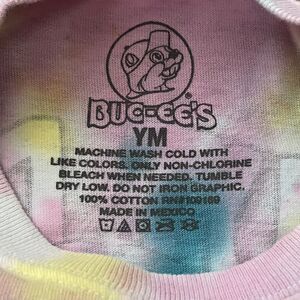 BUC-EE'S
YM
MACHINE WASH COLD WITH
LIKE COLORS. ONLY NON-CHLORINE
BLEACH WHEN NEEDED. TUMBLE
DRY LOW. DO NOT IRON GRAPHIC.
100% COTTON RN#109169
MADE IN MEXICO